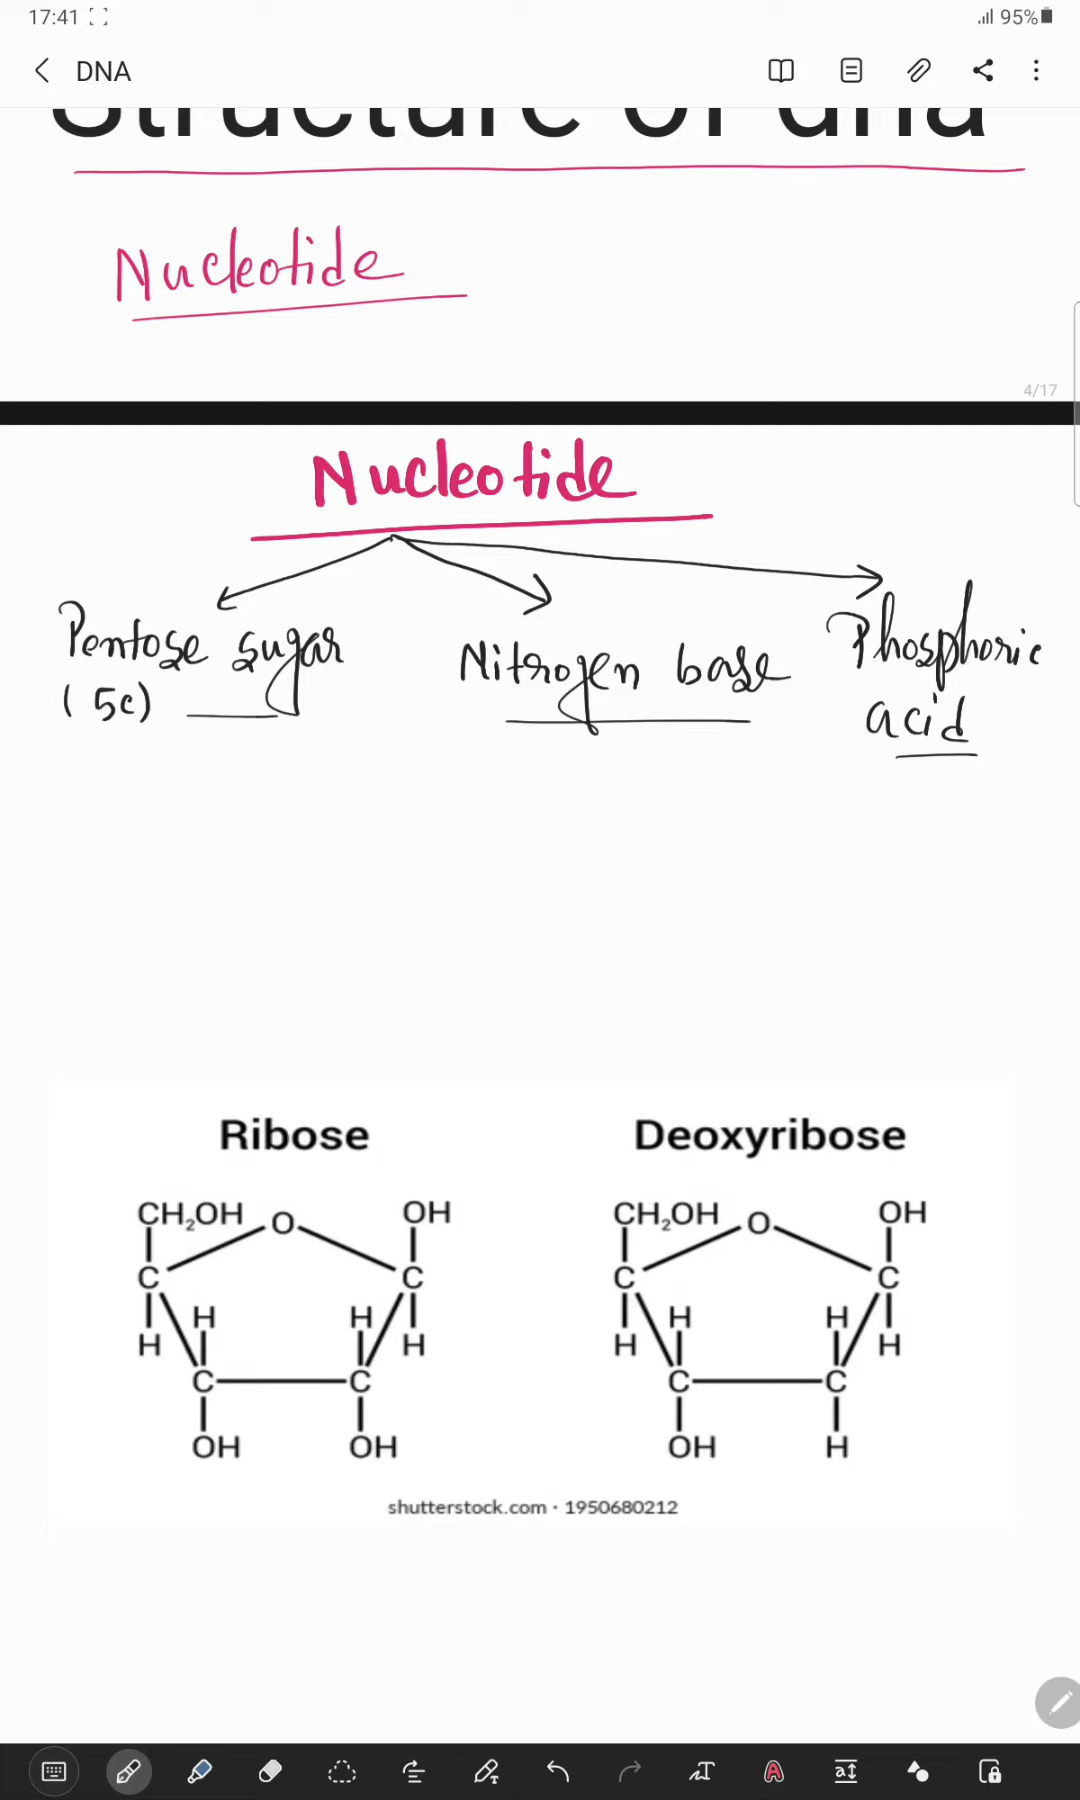 17:41 95%
DNA
Structure of dna
Nucleotide
4/17
Nucleotide
Pentose sugar Nitrogen base Phosphoric
(5c) acid
Ribose Deoxyribose
CH₂OH O OH CH₂OH O OH
C C C C
H H H H H H H H
C C C C
OH OH OH H
shutterstock.com · 1950680212